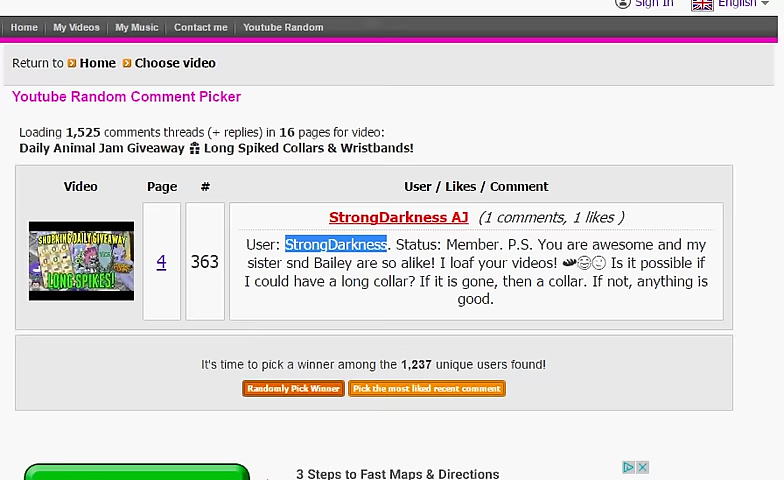 Sign In English
Home My Videos My Music Contact me Youtube Random
Return to Home Choose video
Youtube Random Comment Picker
Loading 1,525 comments threads (+ replies) in 16 pages for video:
Daily Animal Jam Giveaway Long Spiked Collars & Wristbands!
Video Page # User / Likes / Comment
StrongDarkness AJ (1 comments, 1 likes )
SHOPKINS DAILY GIVEAWAY
LONG SPIKES!
4 363
User: StrongDarkness. Status: Member. P.S. You are awesome and my
sister snd Bailey are so alike! I loaf your videos! Is it possible if
I could have a long collar? If it is gone, then a collar. If not, anything is
good.
It's time to pick a winner among the 1,237 unique users found!
Randomly Pick Winner Pick the most liked recent comment
3 Steps to Fast Maps & Directions